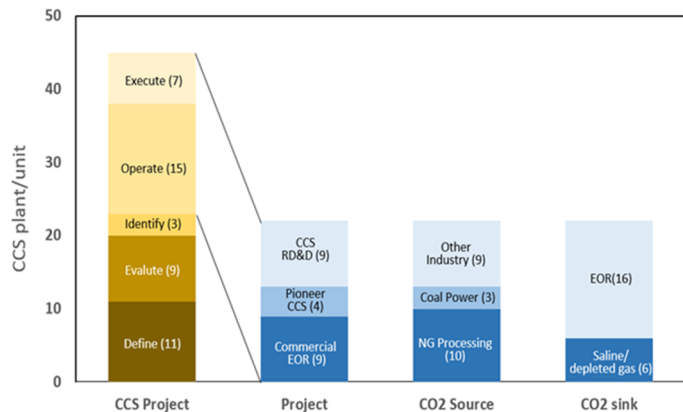 CCS plant/unit
50
40
30
20
10
0
Execute (7)
Operate (15)
Identify (3)
Evalute (9)
Define (11)
CCS
RD&D (9)
Pioneer
CCS (4)
Commercial
EOR (9)
Other
Industry (9)
Coal Power (3)
NG Processing
(10)
EOR(16)
Saline/
depleted gas (6)
CCS Project
Project
CO2 Source
CO2 sink